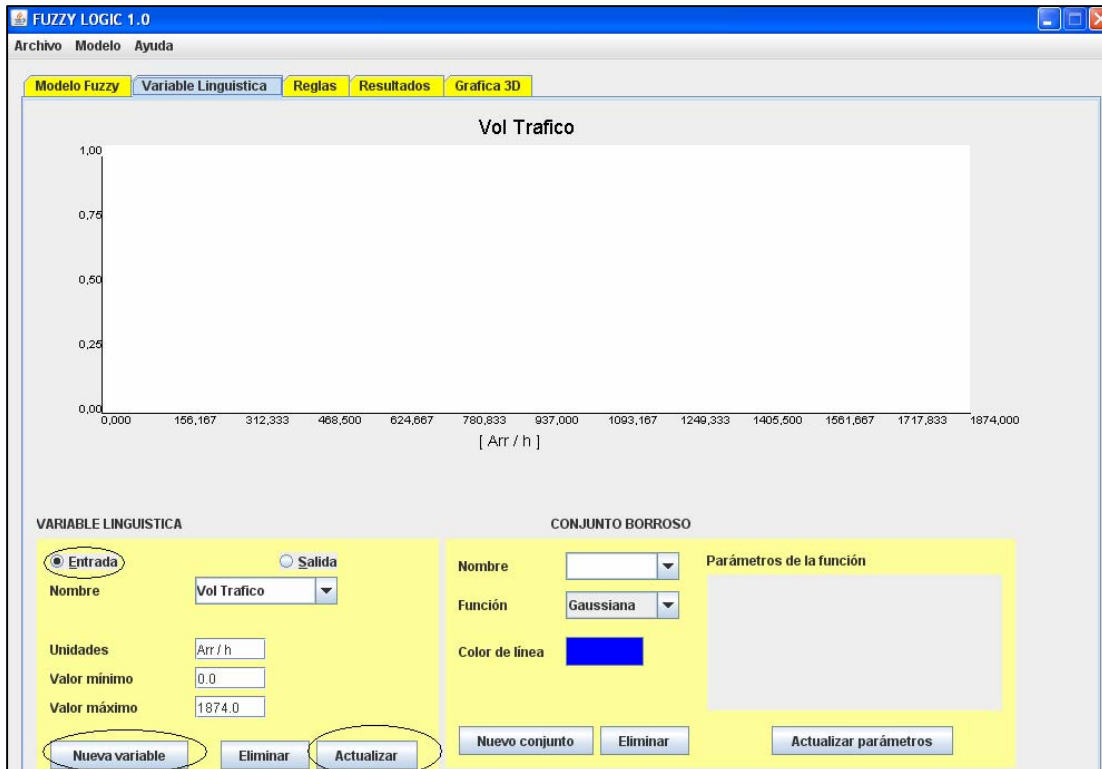 FUZZY LOGIC 1.0
Archivo Modelo Ayuda
Modelo Fuzzy Variable Linguistica Reglas Resultados Grafica 3D
Vol Trafico
1,00
0,75
0,50
0,25
0,00
0,000 156,167 312,333 468,500 624,667 780,833 937,000 1093,167 1249,333 1405,500 1561,667 1717,833 1874,000
[ Arr / h ]
VARIABLE LINGUISTICA
Entrada Salida
Nombre Vol Trafico
Unidades Arr / h
Valor mínimo 0.0
Valor máximo 1874.0
Nueva variable Eliminar Actualizar
CONJUNTO BORROSO
Nombre
Función Gaussiana
Color de línea
Parámetros de la función
Nuevo conjunto Eliminar Actualizar parámetros